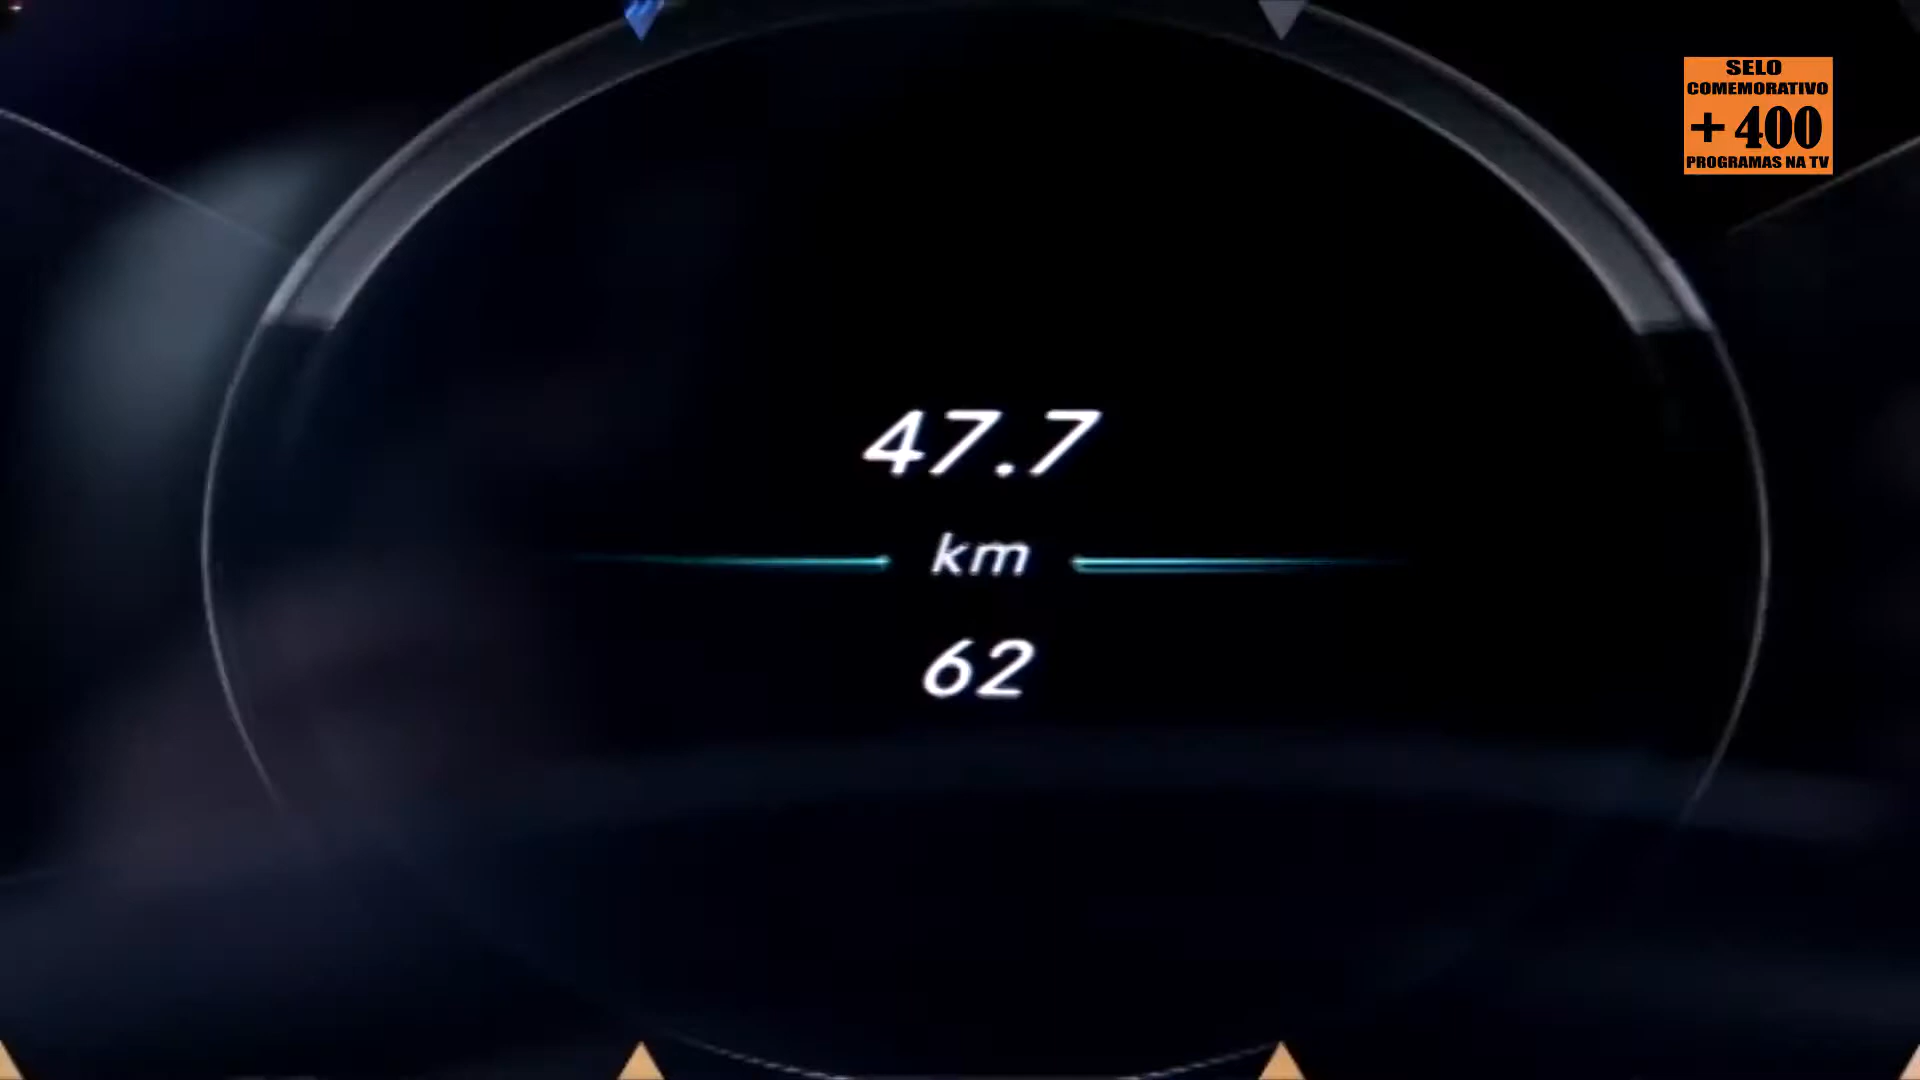 SELO
COMEMORATIVO
+ 400
PROGRAMAS NA TV
47.7
km
62